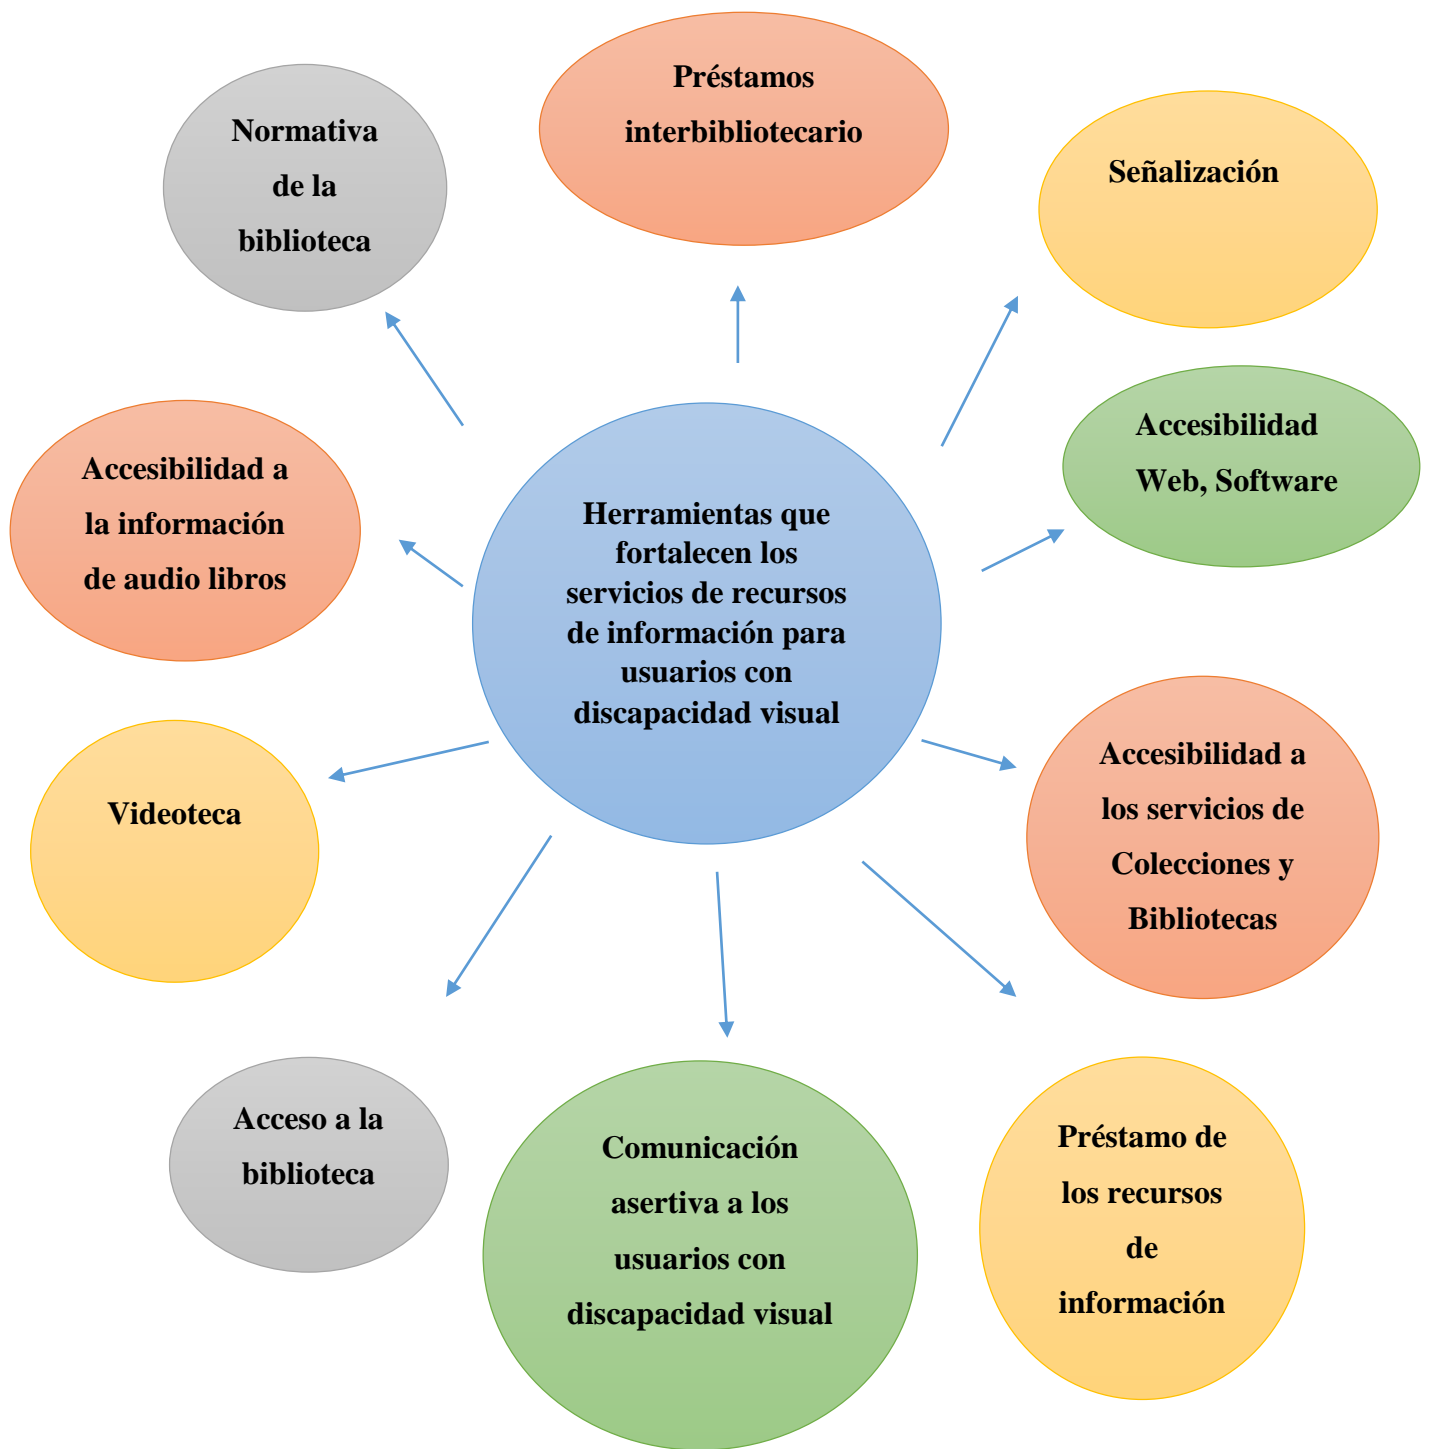 Préstamos
interbibliotecario
Normativa
de la
biblioteca
Señalización
Accesibilidad
Web, Software
Accesibilidad a
la información
de audio libros
Herramientas que
fortalecen los
servicios de recursos
de información para
usuarios con
discapacidad visual
Videoteca
Accesibilidad a
los servicios de
Colecciones y
Bibliotecas
Acceso a la
biblioteca
Comunicación
asertiva a los
usuarios con
discapacidad visual
Préstamo de
los recursos
de
información